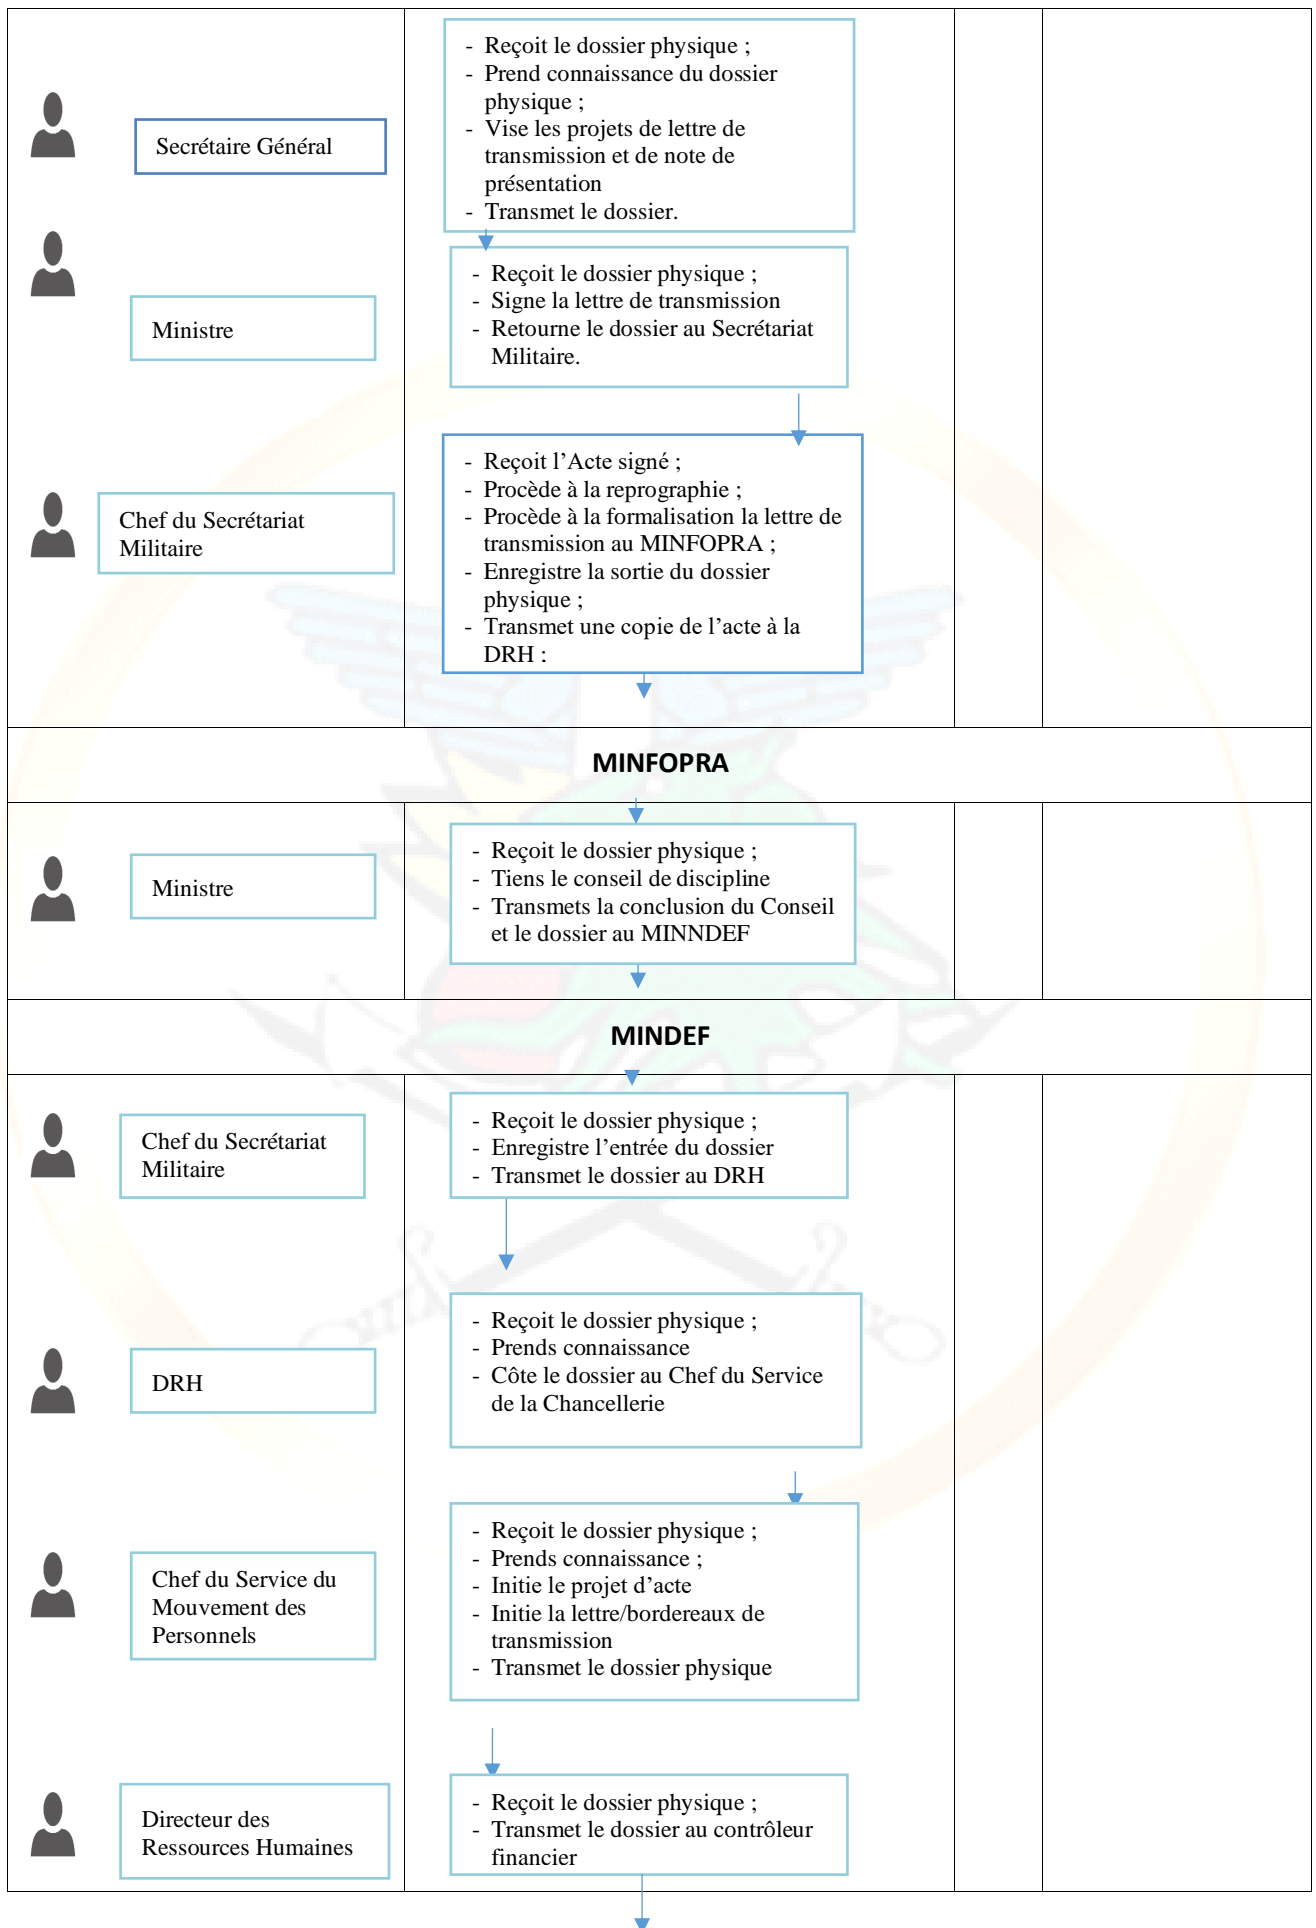 Secrétaire Général
- Reçoit le dossier physique ;
- Prend connaissance du dossier
physique ;
- Vise les projets de lettre de
transmission et de note de
présentation
- Transmet le dossier.
Ministre
- Reçoit le dossier physique ;
- Signe la lettre de transmission
- Retourne le dossier au Secrétariat
Militaire.
Chef du Secrétariat
Militaire
- Reçoit l’Acte signé ;
- Procède à la reprographie ;
- Procède à la formalisation la lettre de
transmission au MINFOPRA ;
- Enregistre la sortie du dossier
physique ;
- Transmet une copie de l’acte à la
DRH :
MINFOPRA
Ministre
- Reçoit le dossier physique ;
- Tiens le conseil de discipline
- Transmets la conclusion du Conseil
et le dossier au MINNDEF
MINDEF
Chef du Secrétariat
Militaire
- Reçoit le dossier physique ;
- Enregistre l’entrée du dossier
- Transmet le dossier au DRH
DRH
- Reçoit le dossier physique ;
- Prends connaissance
- Côte le dossier au Chef du Service
de la Chancellerie
Chef du Service du
Mouvement des
Personnels
- Reçoit le dossier physique ;
- Prends connaissance ;
- Initie le projet d’acte
- Initie la lettre/bordereaux de
transmission
- Transmet le dossier physique
Directeur des
Ressources Humaines
- Reçoit le dossier physique ;
- Transmet le dossier au contrôleur
financier